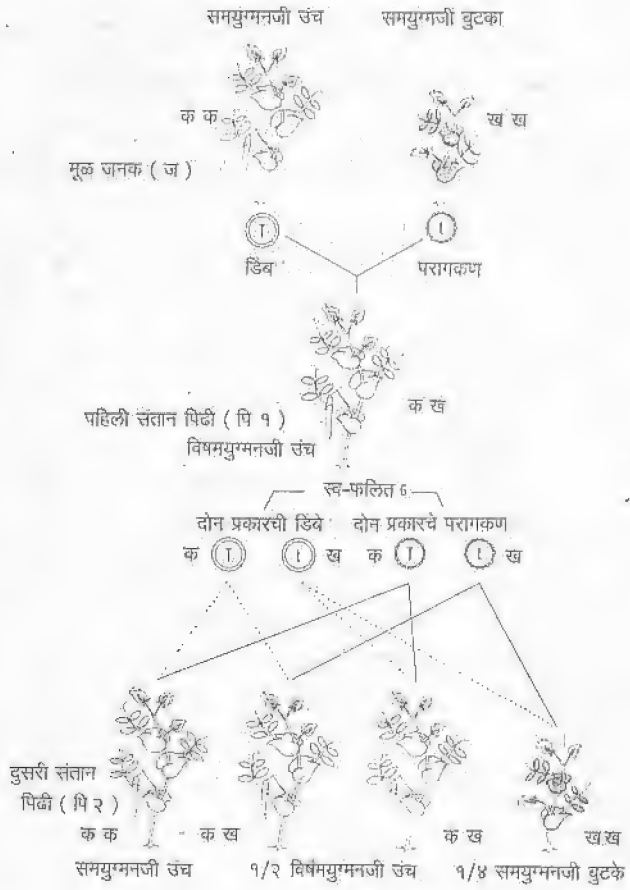 समयुग्मनजी उंच
समयुग्मजी बुटका
क क
ख ख
मूळ जनक ( ज )
T
t
डिंब
परागकण
पहिली संतान पिढी ( पि १ )
क ख
विषमयुग्मनजी उंच
स्व-फलित
दोन प्रकारची डिंबे
दोन प्रकारचे परागकण
क T t ख क T t ख
दुसरी संतान
पिढी ( पि २ )
क क
क ख
क ख
ख ख
समयुग्मनजी उंच
१/२ विषमयुग्मनजी उंच
१/४ समयुग्मनजी बुटके